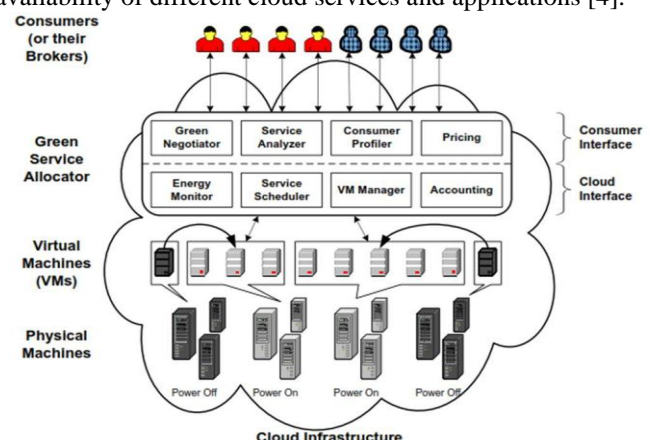 availability of different cloud services and applications [4].
Consumers
(or their
Brokers)
Green
Service
Allocator
Green
Negotiator
Service
Analyzer
Consumer
Profiler
Pricing
Consumer
Interface
Energy
Monitor
Service
Scheduler
VM Manager
Accounting
Cloud
Interface
Virtual
Machines
(VMs)
Physical
Machines
Power Off
Power On
Power On
Power Off
Cloud Infrastructure